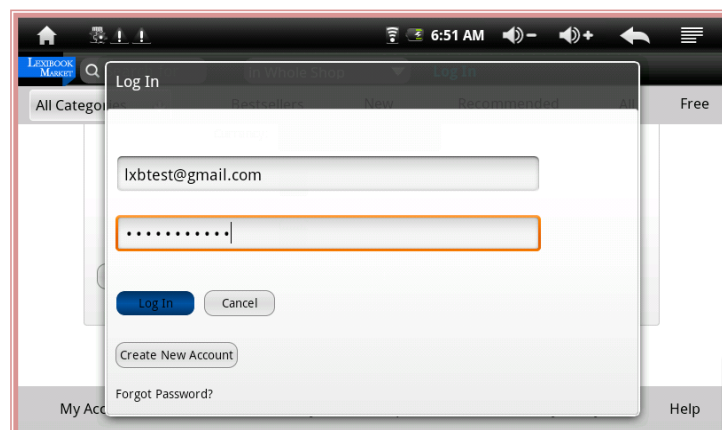 6:51 AM
LEXIBOOK
MARKET
in Whole Shop
Log In
Log In
All Categories
Bestsellers
New
Recommended
All
Free
lxbtest@gmail.com
•••••••••••
Log In
Cancel
Create New Account
Forgot Password?
My Acc
Help